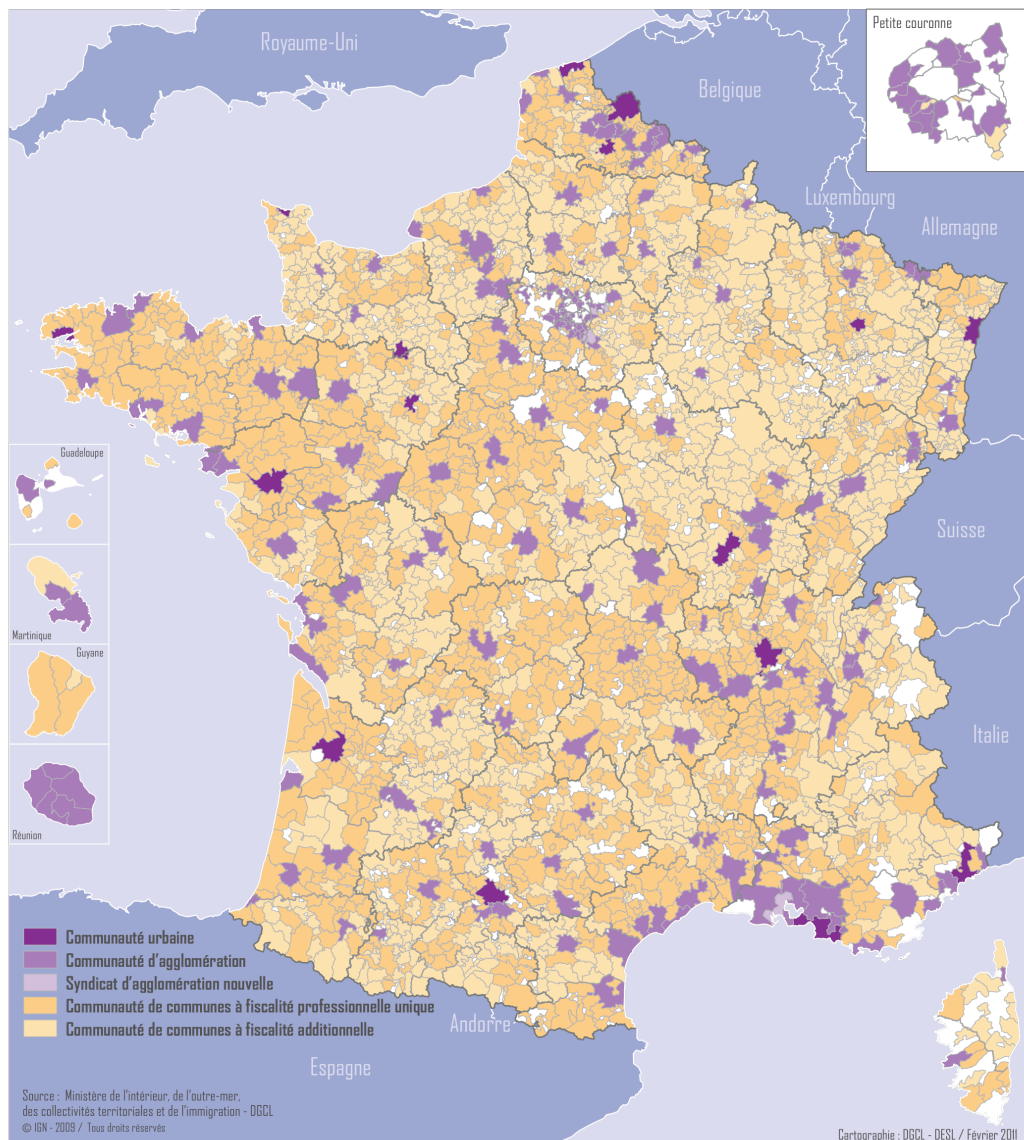 Petite couronne
Royaume-Uni
Belgique
Luxembourg
Allemagne
Guadeloupe
Suisse
Martinique
Guyane
Italie
Réunion
Communauté urbaine
Communauté d'agglomération
Syndicat d'agglomération nouvelle
Communauté de communes à fiscalité professionnelle unique
Communauté de communes à fiscalité additionnelle
Andorre
Espagne
Source : Ministère de l'intérieur, de l'outre-mer,
des collectivités territoriales et de l'immigration - DGCL
© IGN - 2009 / Tous droits réservés
Cartographie : DGCL - DESL / Février 2011